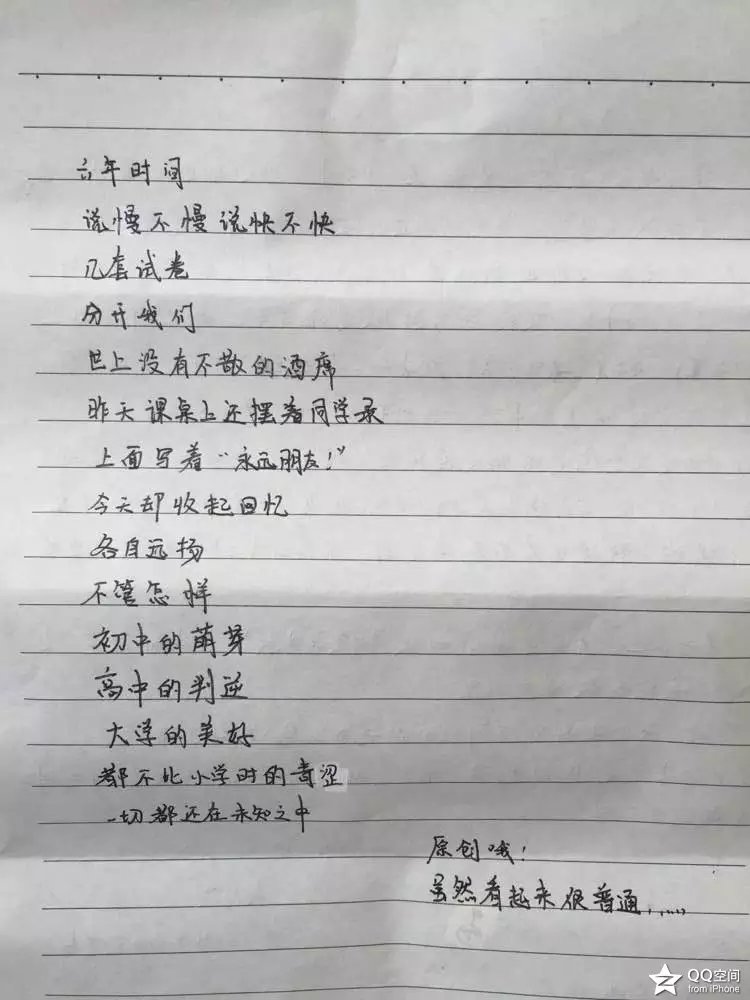 六年时间
说慢不慢说快不快
几套试卷
分开我们
世上没有不散的酒席
昨天课桌上还摆着同学录
上面写着“永远朋友!”
今天却收起回忆
各自远扬
不管怎样
初中的萌芽
高中的判逆
大学的美好
都不比小学时的青涩
一切都还在未知之中
原创哦!
虽然看起来很普通......
QQ空间
from iPhone